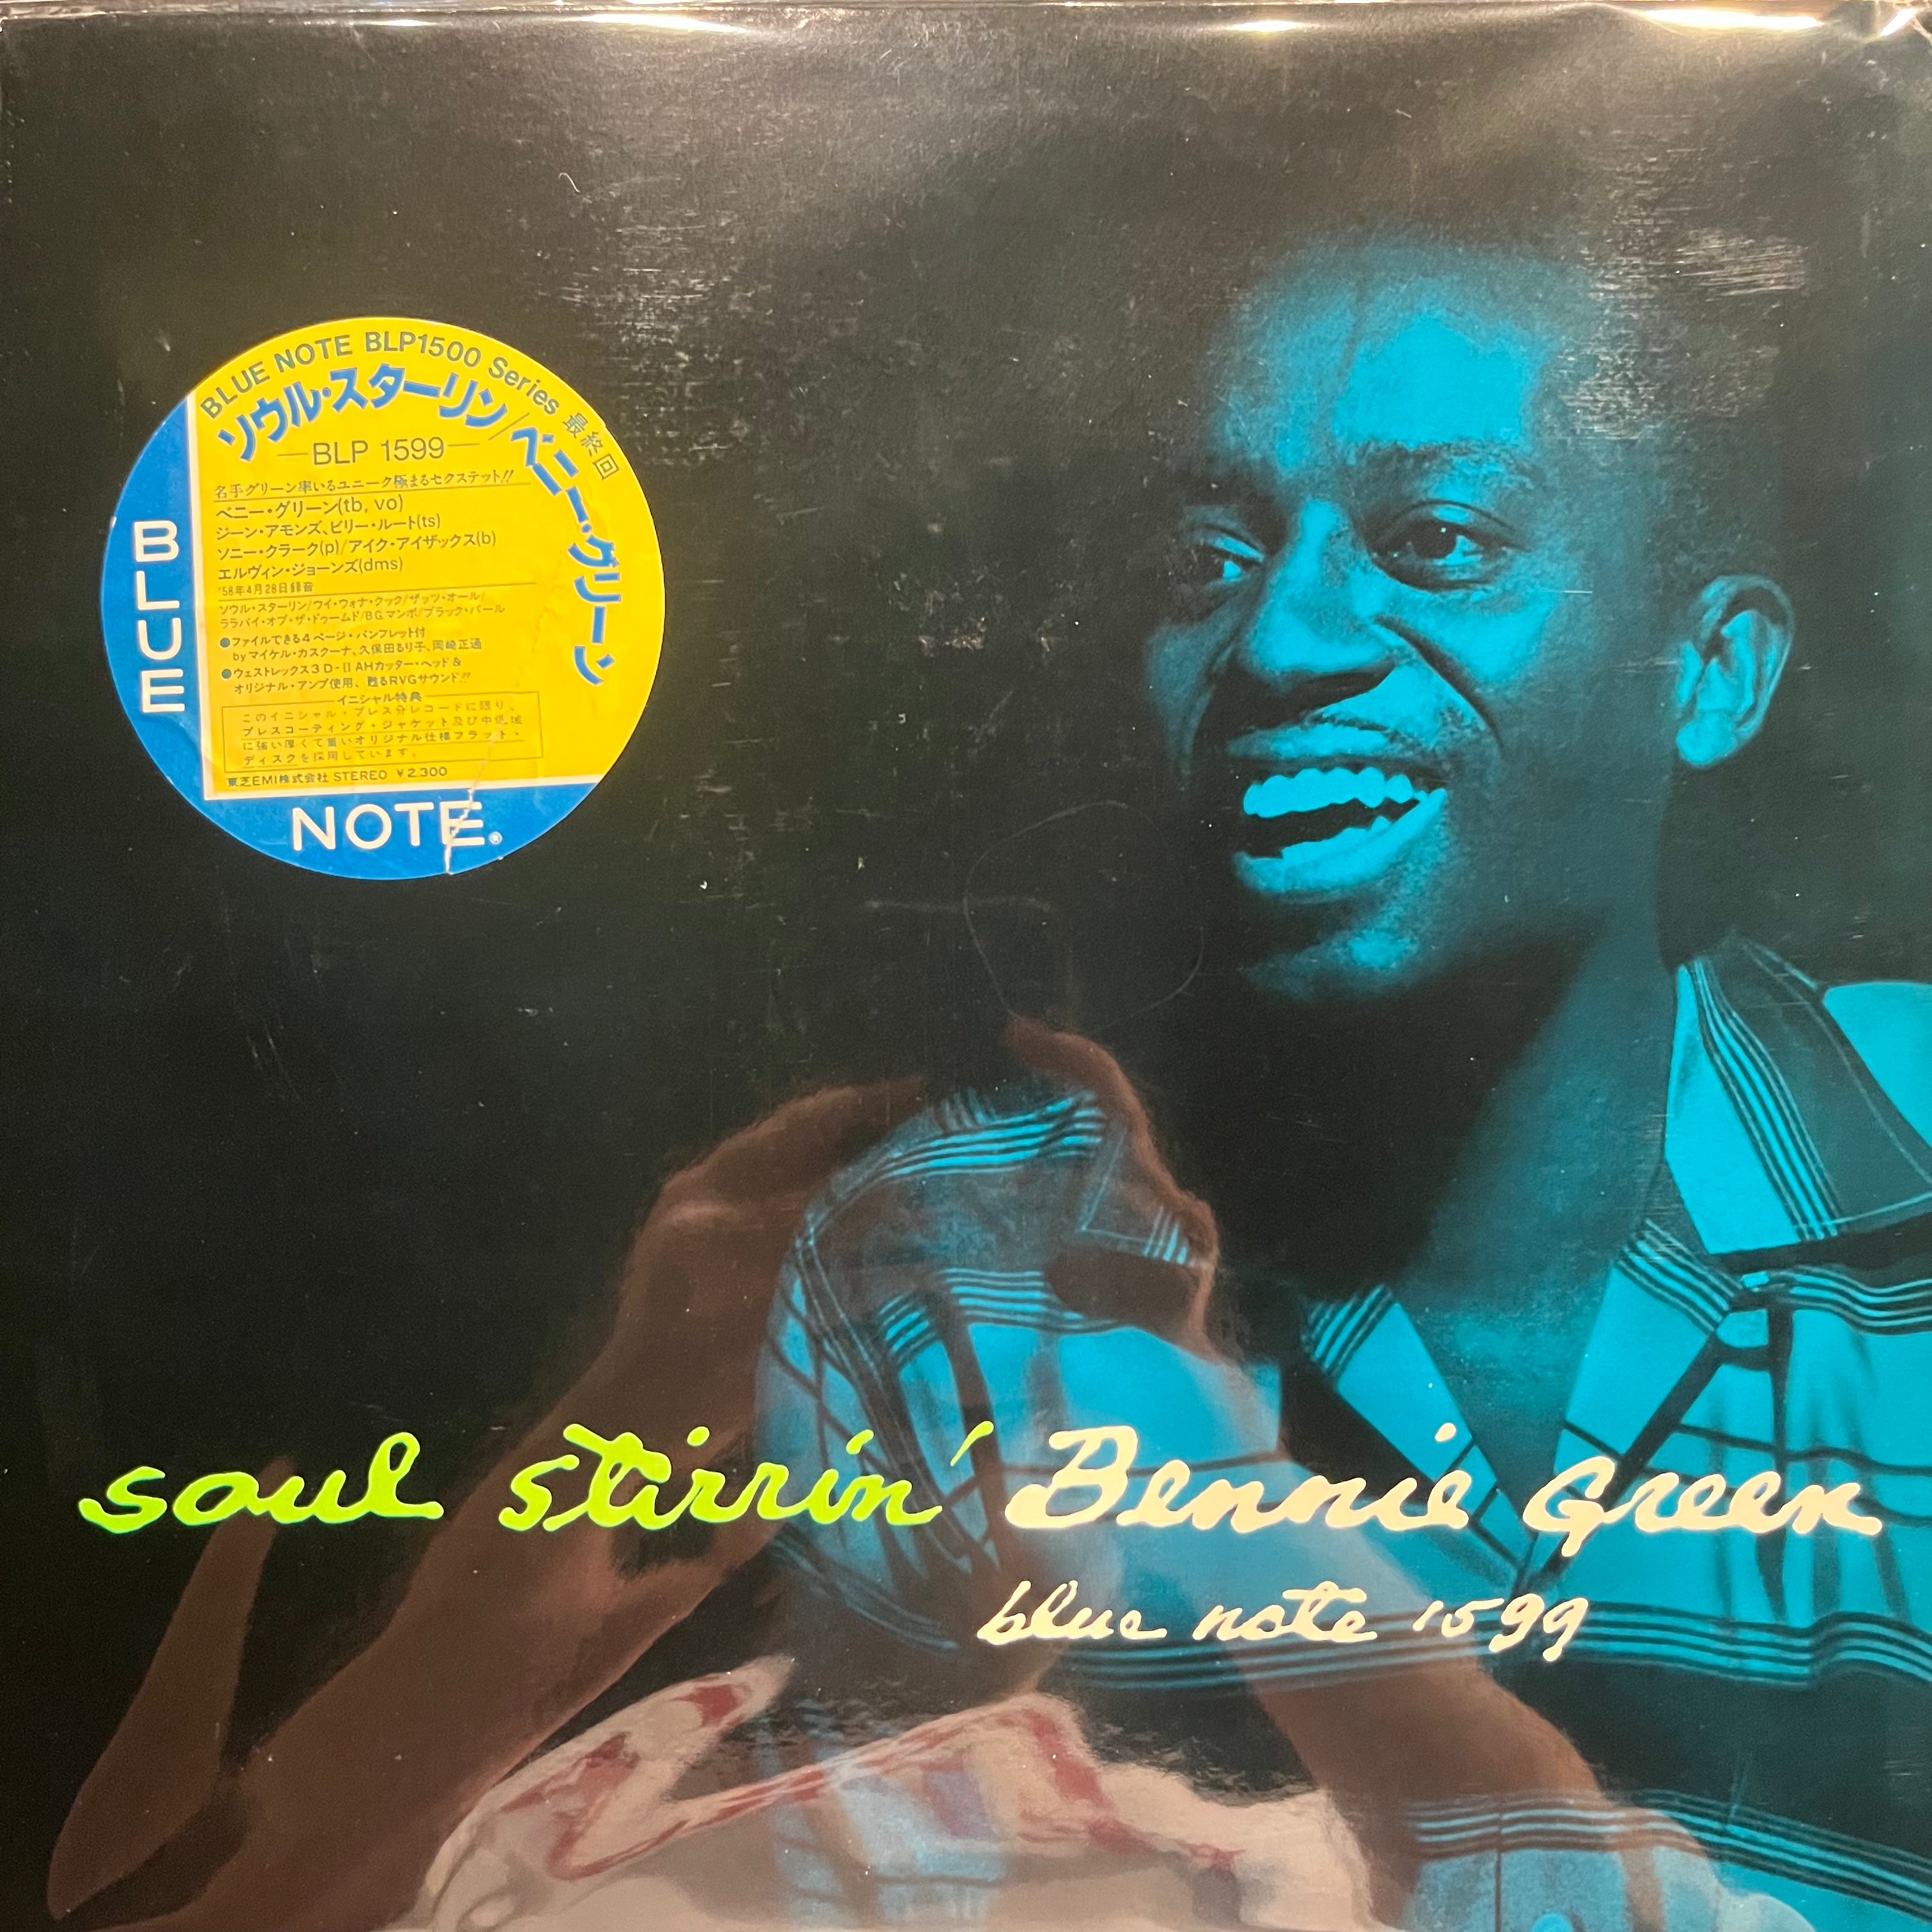 BLUE NOTE BLP1500 Series 最終回
ソウル・スターリン/ベニー・グリーン
BLP 1599
名手グリーン率いるユニーク極まるセクステット!!
ベニー・グリーン(tb, vo)
ジーン・アモンズ、ビリー・ルート(ts)
ソニー・クラーク(p)/アイク・アイザックス(b)
エルヴィン・ジョーンズ(dms)
'58年4月28日録音
ソウル・スターリン/ウイ・ウォナ・クック/ザッツ・オール/
ララバイ・オブ・ザ・ドゥームド/B.G.マンボ/ブラック・パール
●ファイルできる4ページ・パンフレット付
byマイケル・カスクーナ、久保田るり子、岡崎正通
●ウェストレックス3D-II AHカッター・ヘッド&
オリジナル・アンプ使用、甦るRVGサウンド!!
イニシャル特典
このイニシャル・プレス分レコードに限り、
プレスコーティング・ジャケット及び中低域
に強い厚くて重いオリジナル仕様フラット・
ディスクを採用しています。
東芝EMI株式会社 STEREO ¥2,300
BLUE
NOTE®
soul stirrin' Bennie Green
blue note 1599